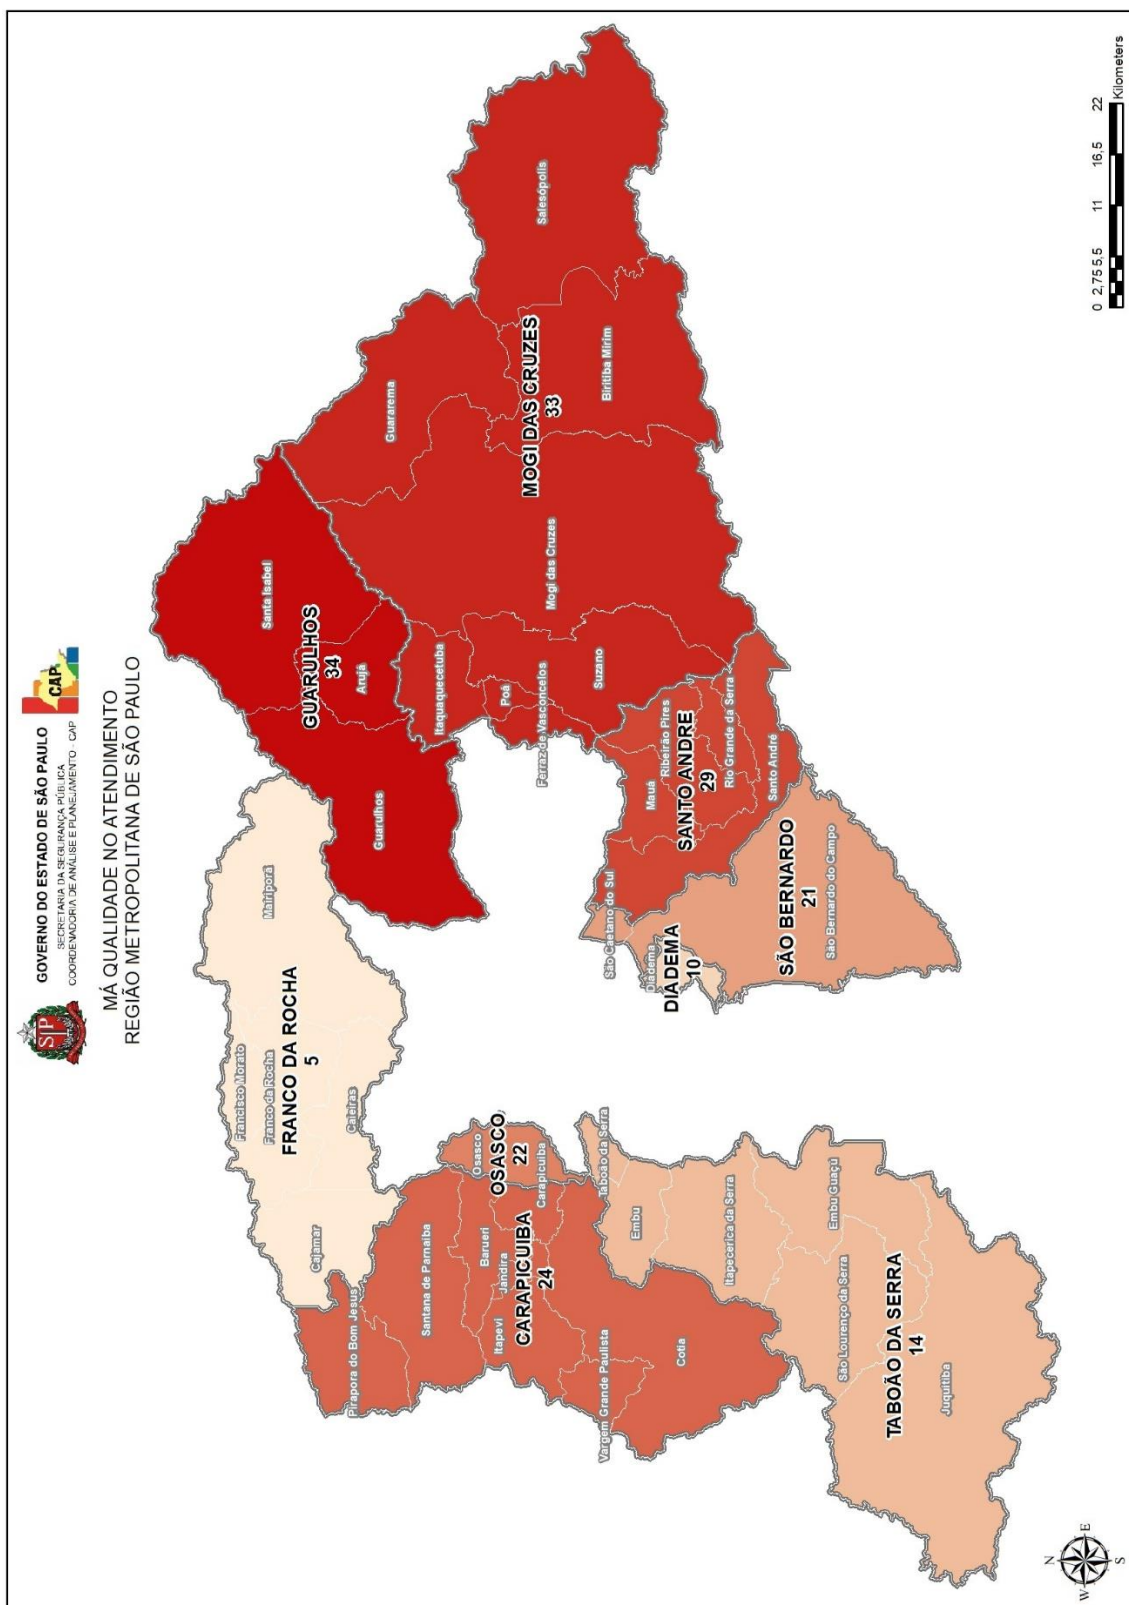 GOVERNO DO ESTADO DE SÃO PAULO
SECRETARIA DA SEGURANÇA PÚBLICA
COORDENADORIA DE ANÁLISE E PLANEJAMENTO - CAP
CAP
SP
MÁ QUALIDADE NO ATENDIMENTO
REGIÃO METROPOLITANA DE SÃO PAULO
Francisco Morato
Mairiporã
Franco da Rocha
FRANCO DA ROCHA
5
Caieiras
Cajamar
Santa Isabel
GUARULHOS
34
Arujá
Guarulhos
Pirapora do Bom Jesus
Santana de Parnaiba
Barueri
Jandira
Itapevi
CARAPICUIBA
24
Carapicuiba
Vargem Grande Paulista
Cotia
Osasco
OSASCO
22
Guararema
Itaquaquecetuba
Poá
Ferraz de Vasconcelos
Suzano
Mogi das Cruzes
MOGI DAS CRUZES
33
Salesópolis
Biritiba Mirim
Taboão da Serra
Embu
Itapecerica da Serra
Embu Guaçu
São Lourenço da Serra
TABOÃO DA SERRA
14
Juquitiba
São Caetano do Sul
Diadema
DIADEMA
10
Mauá
Ribeirão Pires
SANTO ANDRE
29
Rio Grande da Serra
Santo André
SÃO BERNARDO
21
São Bernardo do Campo
N
W E
S
0 2,75 5,5 11 16,5 22
Kilometers